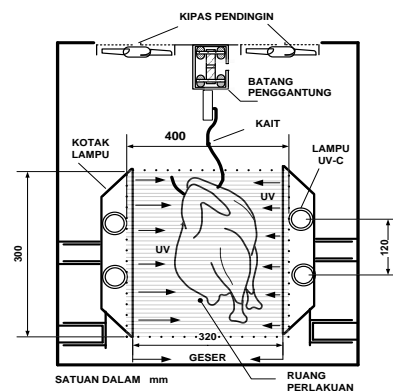 KIPAS PENDINGIN
BATANG
PENGGANTUNG
KAIT
400
KOTAK
LAMPU
LAMPU
UV-C
UV
UV
300
120
320
GESER
SATUAN DALAM mm
RUANG
PERLAKUAN